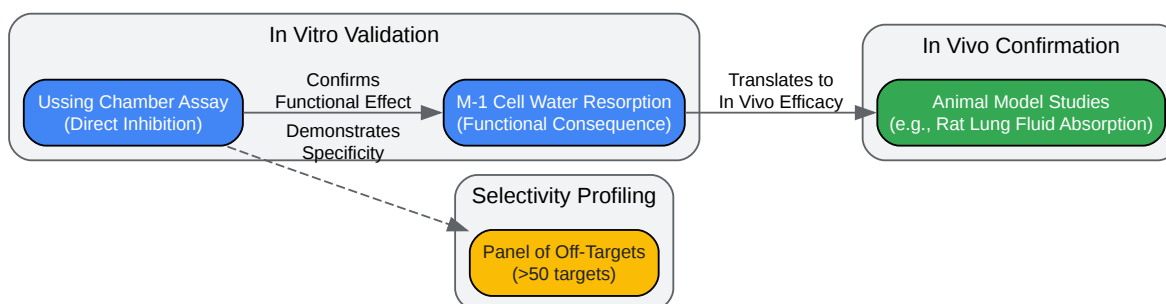 In Vitro Validation
Ussing Chamber Assay
(Direct Inhibition)
Confirms
Functional Effect
Demonstrates
Specificity
M-1 Cell Water Resorption
(Functional Consequence)
Translates to
In Vivo Efficacy
In Vivo Confirmation
Animal Model Studies
(e.g., Rat Lung Fluid Absorption)
Selectivity Profiling
Panel of Off-Targets
(>50 targets)